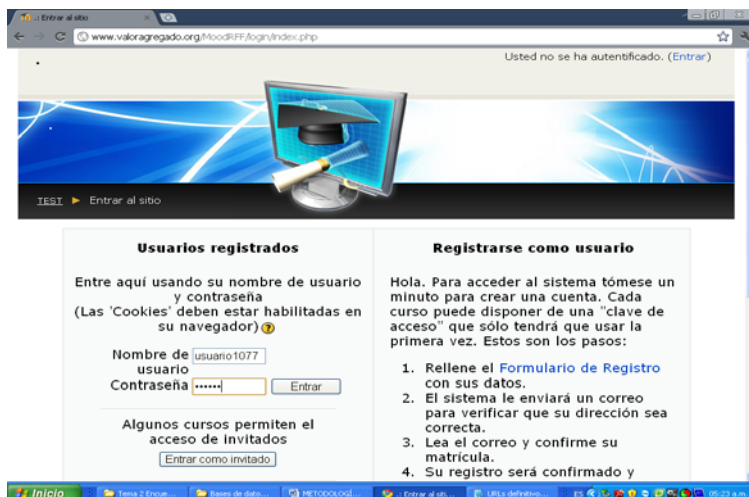 .: Entrar al sitio
www.valoragregado.org/MoodRFF/login/index.php
Usted no se ha autentificado. (Entrar)
TEST ► Entrar al sitio
Usuarios registrados
Entre aquí usando su nombre de usuario
y contraseña
(Las 'Cookies' deben estar habilitadas en
su navegador) ?
Nombre de usuario1077
usuario
Contraseña •••••• Entrar
Algunos cursos permiten el
acceso de invitados
Entrar como invitado
Registrarse como usuario
Hola. Para acceder al sistema tómese un
minuto para crear una cuenta. Cada
curso puede disponer de una "clave de
acceso" que sólo tendrá que usar la
primera vez. Estos son los pasos:
1. Rellene el Formulario de Registro
con sus datos.
2. El sistema le enviará un correo
para verificar que su dirección sea
correcta.
3. Lea el correo y confirme su
matrícula.
4. Su registro será confirmado y
Inicio
Tema 2 Encue...
Bases de dato...
METODOLOGÍ...
.: Entrar al siti...
URLs definitivo...
ES
05:23 a.m.